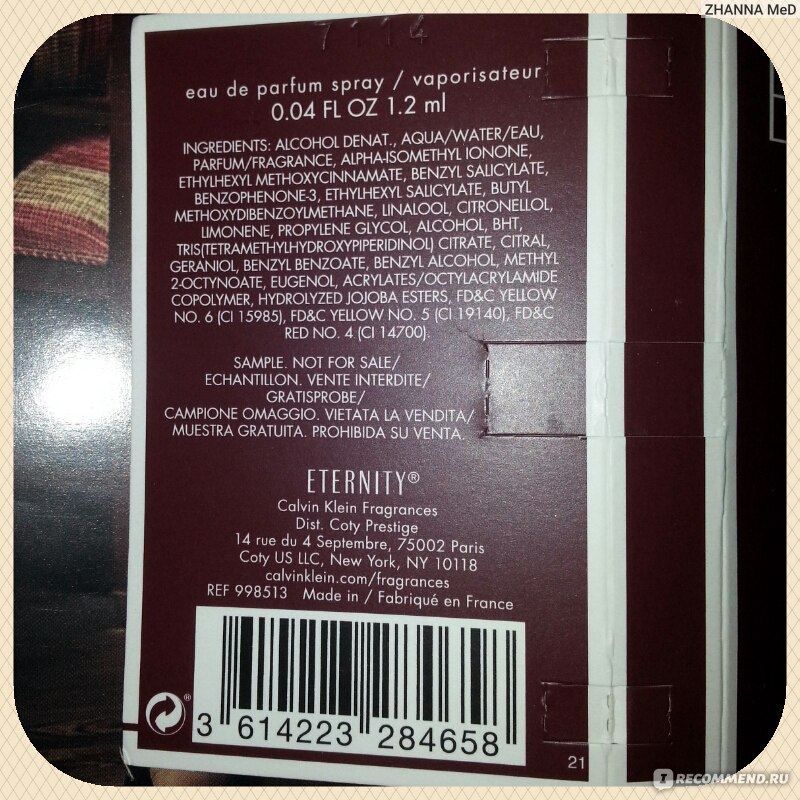 ZHANNA MeD
7114
eau de parfum spray / vaporisateur
0.04 FL OZ 1.2 ml
INGREDIENTS: ALCOHOL DENAT., AQUA/WATER/EAU,
PARFUM/FRAGRANCE, ALPHA-ISOMETHYL IONONE,
ETHYLHEXYL METHOXYCINNAMATE, BENZYL SALICYLATE,
BENZOPHENONE-3, ETHYLHEXYL SALICYLATE, BUTYL
METHOXYDIBENZOYLMETHANE, LINALOOL, CITRONELLOL,
LIMONENE, PROPYLENE GLYCOL, ALCOHOL, BHT,
TRIS(TETRAMETHYLHYDROXYPIPERIDINOL) CITRATE, CITRAL,
GERANIOL, BENZYL BENZOATE, BENZYL ALCOHOL, METHYL
2-OCTYNOATE, EUGENOL, ACRYLATES/OCTYLACRYLAMIDE
COPOLYMER, HYDROLYZED JOJOBA ESTERS, FD&C YELLOW
NO. 6 (CI 15985), FD&C YELLOW NO. 5 (CI 19140), FD&C
RED NO. 4 (CI 14700).
SAMPLE. NOT FOR SALE/
ECHANTILLON. VENTE INTERDITE/
GRATISPROBE/
CAMPIONE OMAGGIO. VIETATA LA VENDITA/
MUESTRA GRATUITA. PROHIBIDA SU VENTA.
ETERNITY®
Calvin Klein Fragrances
Dist. Coty Prestige
14 rue du 4 Septembre, 75002 Paris
Coty US LLC, New York, NY 10118
calvinklein.com/fragrances
REF 998513 Made in / Fabriqué en France
®
3 614223 284658
21
I RECOMMEND.RU